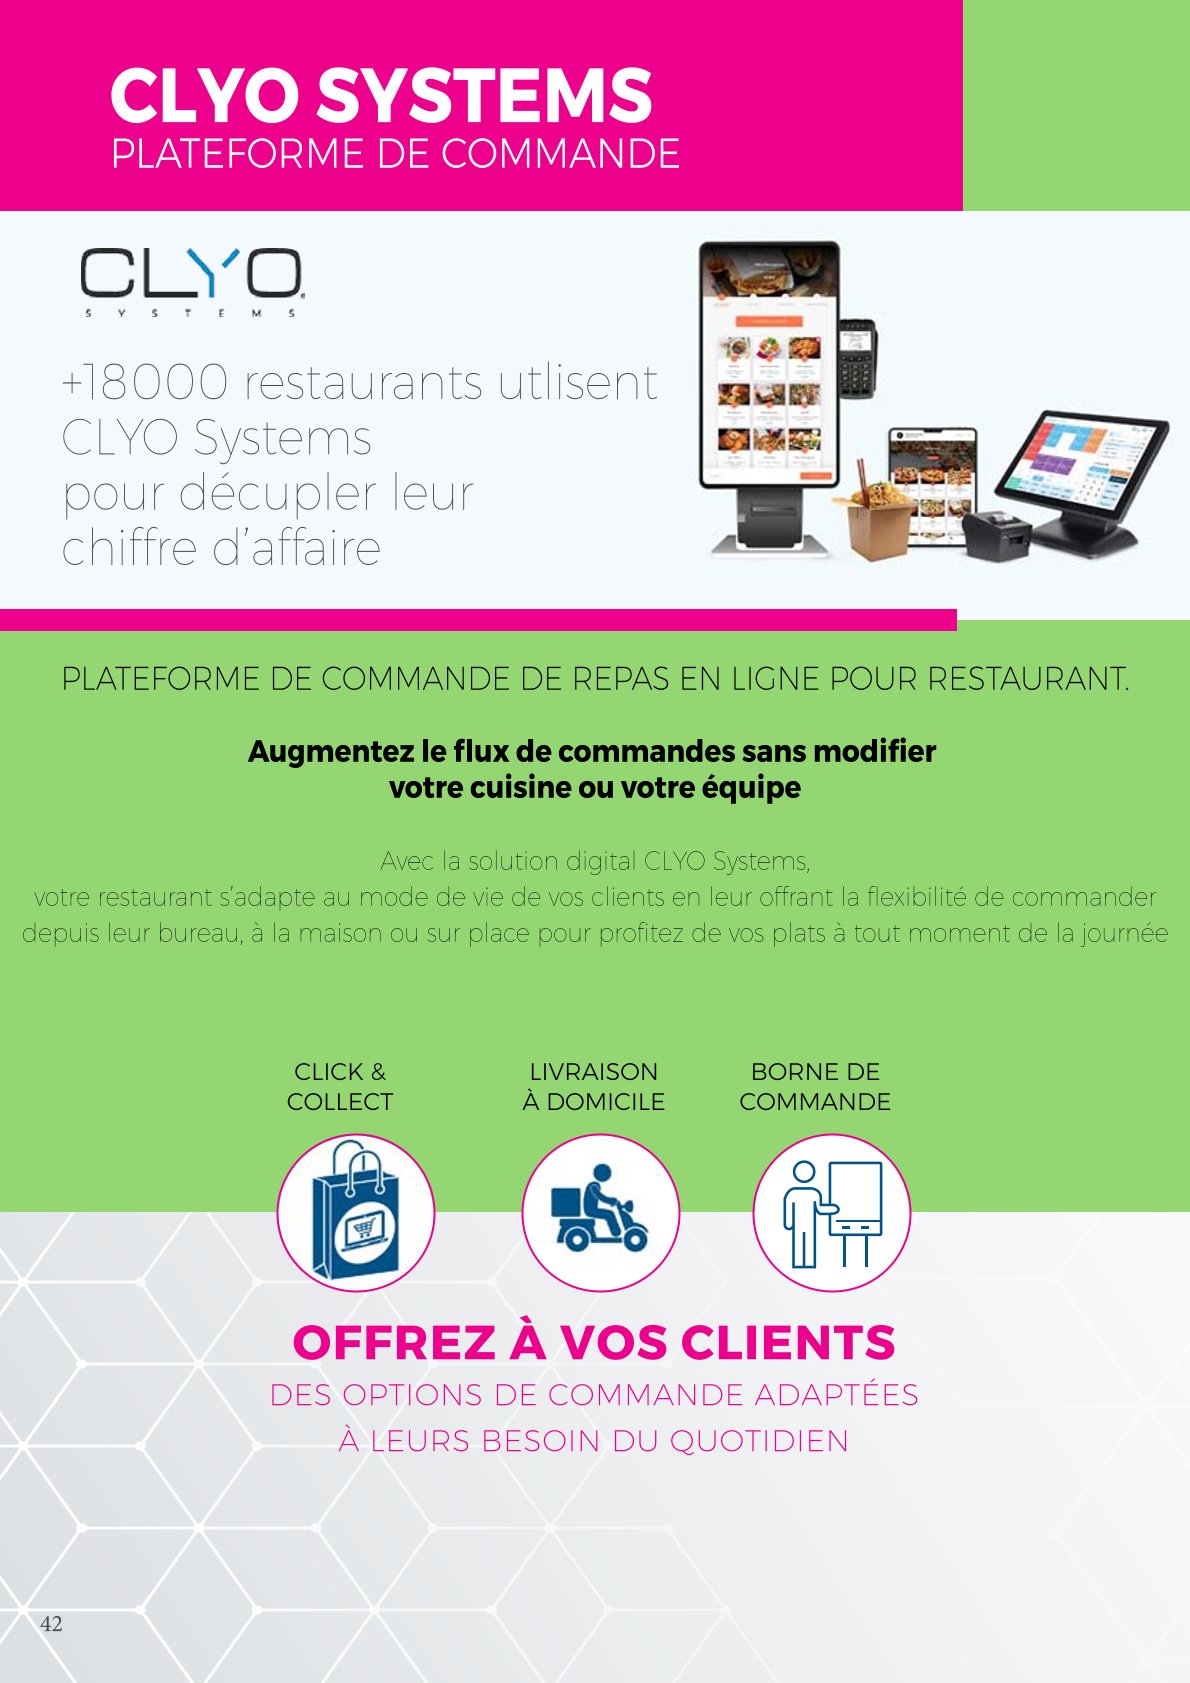 CLYO SYSTEMS
PLATEFORME DE COMMANDE
CLYO
SYSTEMS
+18000 restaurants utlisent
CLYO Systems
pour décupler leur
chiffre d’affaire
PLATEFORME DE COMMANDE DE REPAS EN LIGNE POUR RESTAURANT.
Augmentez le flux de commandes sans modifier
votre cuisine ou votre équipe
Avec la solution digital CLYO Systems,
votre restaurant s’adapte au mode de vie de vos clients en leur offrant la flexibilité de commander
depuis leur bureau, à la maison ou sur place pour profitez de vos plats à tout moment de la journée
CLICK &
COLLECT
LIVRAISON
À DOMICILE
BORNE DE
COMMANDE
OFFREZ À VOS CLIENTS
DES OPTIONS DE COMMANDE ADAPTÉES
À LEURS BESOIN DU QUOTIDIEN
42